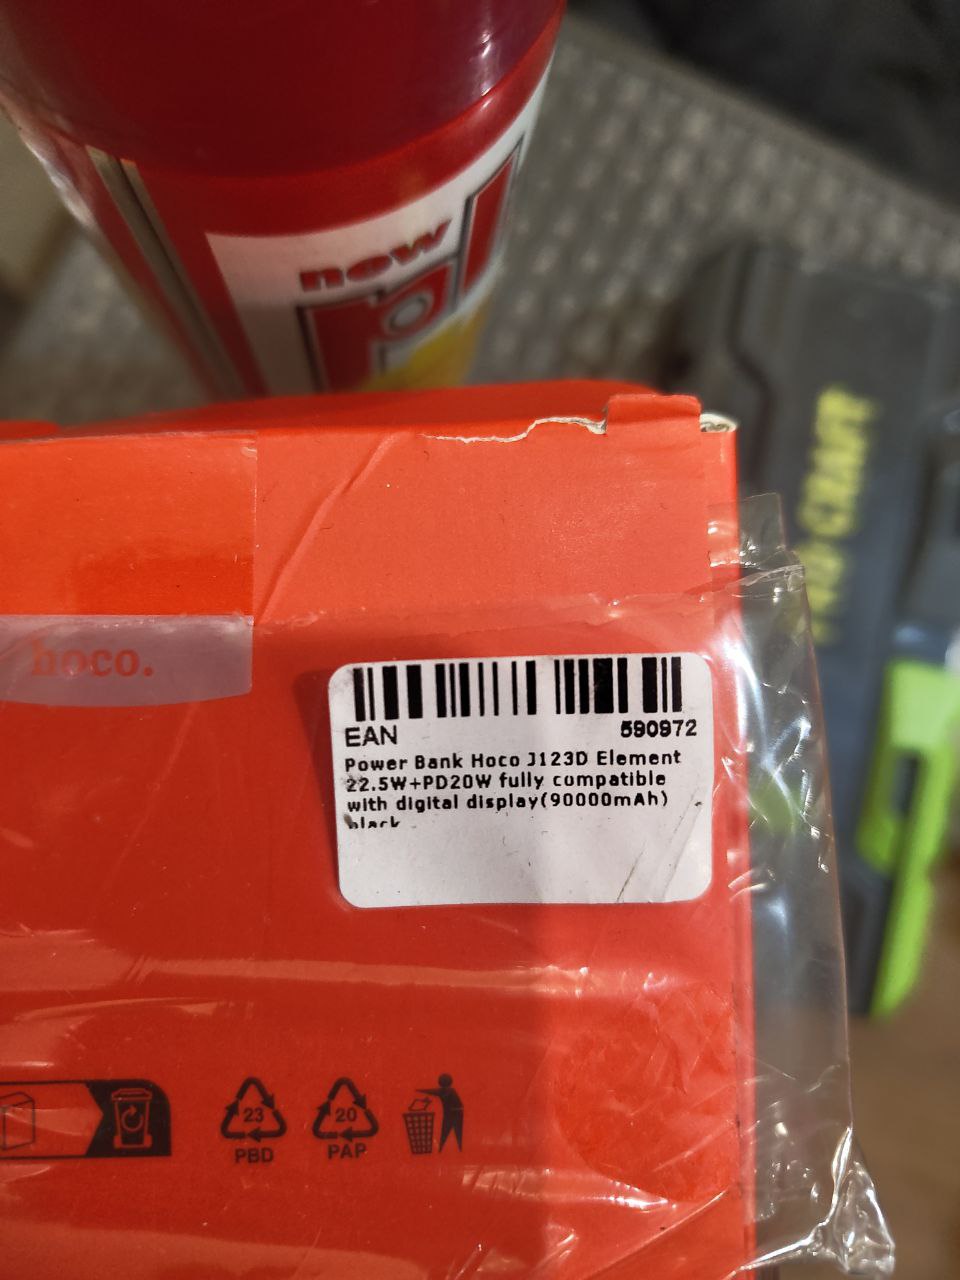 new
hoco.
EAN 590972
Power Bank Hoco J123D Element
22.5W+PD20W fully compatible
with digital display(90000mAh)
black
23
PBD
20
PAP